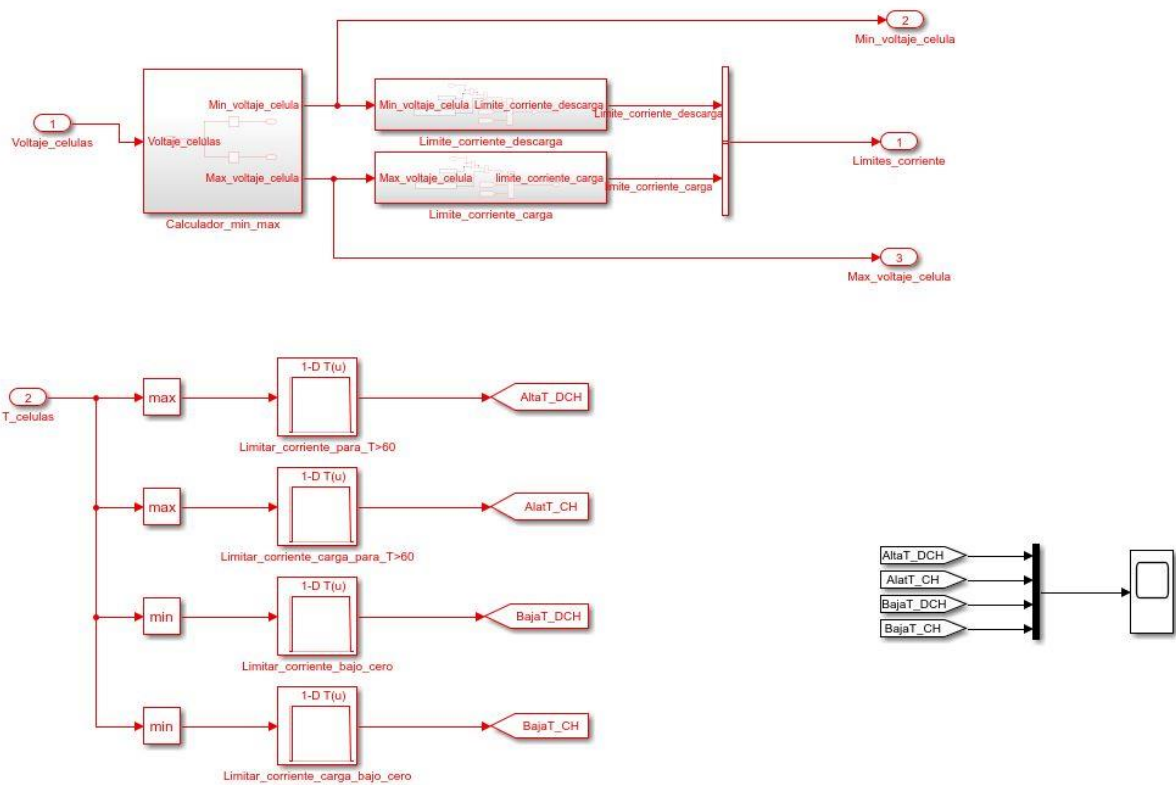 2
Min_voltaje_celula
1
Voltaje_celulas
Voltaje_celulas
Min_voltaje_celula
Max_voltaje_celula
Calculador_min_max
Min_voltaje_celula
Limite_corriente_descarga
Limite_corriente_descarga
Limite_corriente_descarga
Max_voltaje_celula
limite_corriente_carga
limite_corriente_carga
Limite_corriente_carga
1
Limites_corriente
3
Max_voltaje_celula
2
T_celulas
max
1-D T(u)
Limitar_corriente_para_T>60
AltaT_DCH
max
1-D T(u)
Limitar_corriente_carga_para_T>60
AlatT_CH
min
1-D T(u)
Limitar_corriente_bajo_cero
BajaT_DCH
min
1-D T(u)
Limitar_corriente_carga_bajo_cero
BajaT_CH
AltaT_DCH
AlatT_CH
BajaT_DCH
BajaT_CH